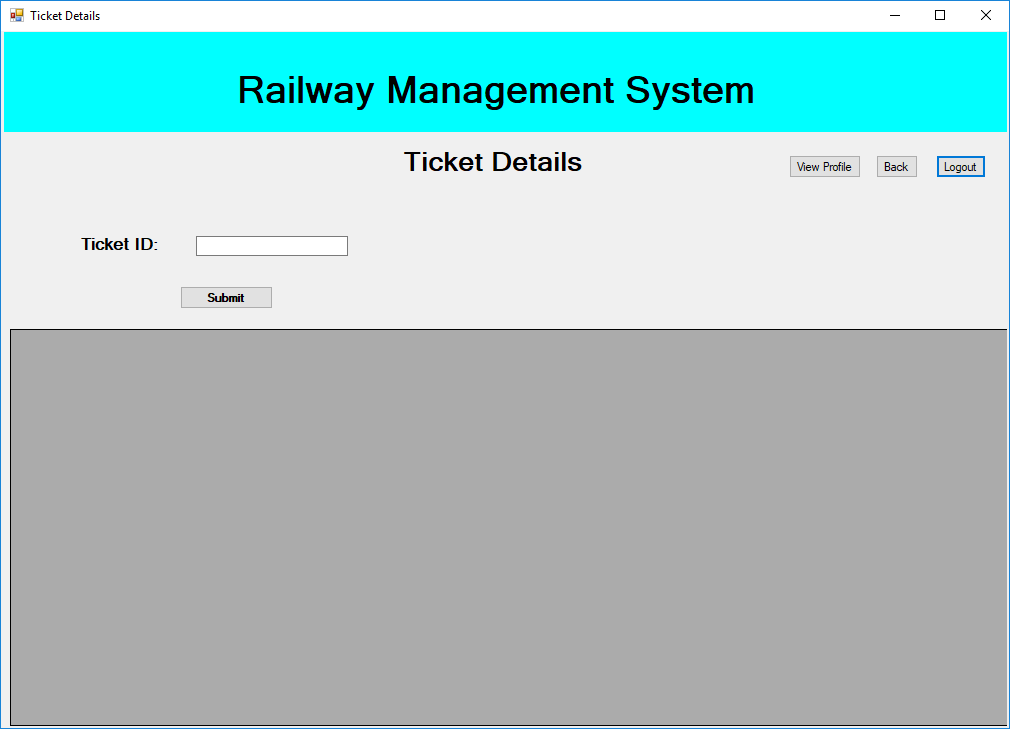 Ticket Details
Railway Management System
Ticket Details
View Profile
Back
Logout
Ticket ID:
Submit